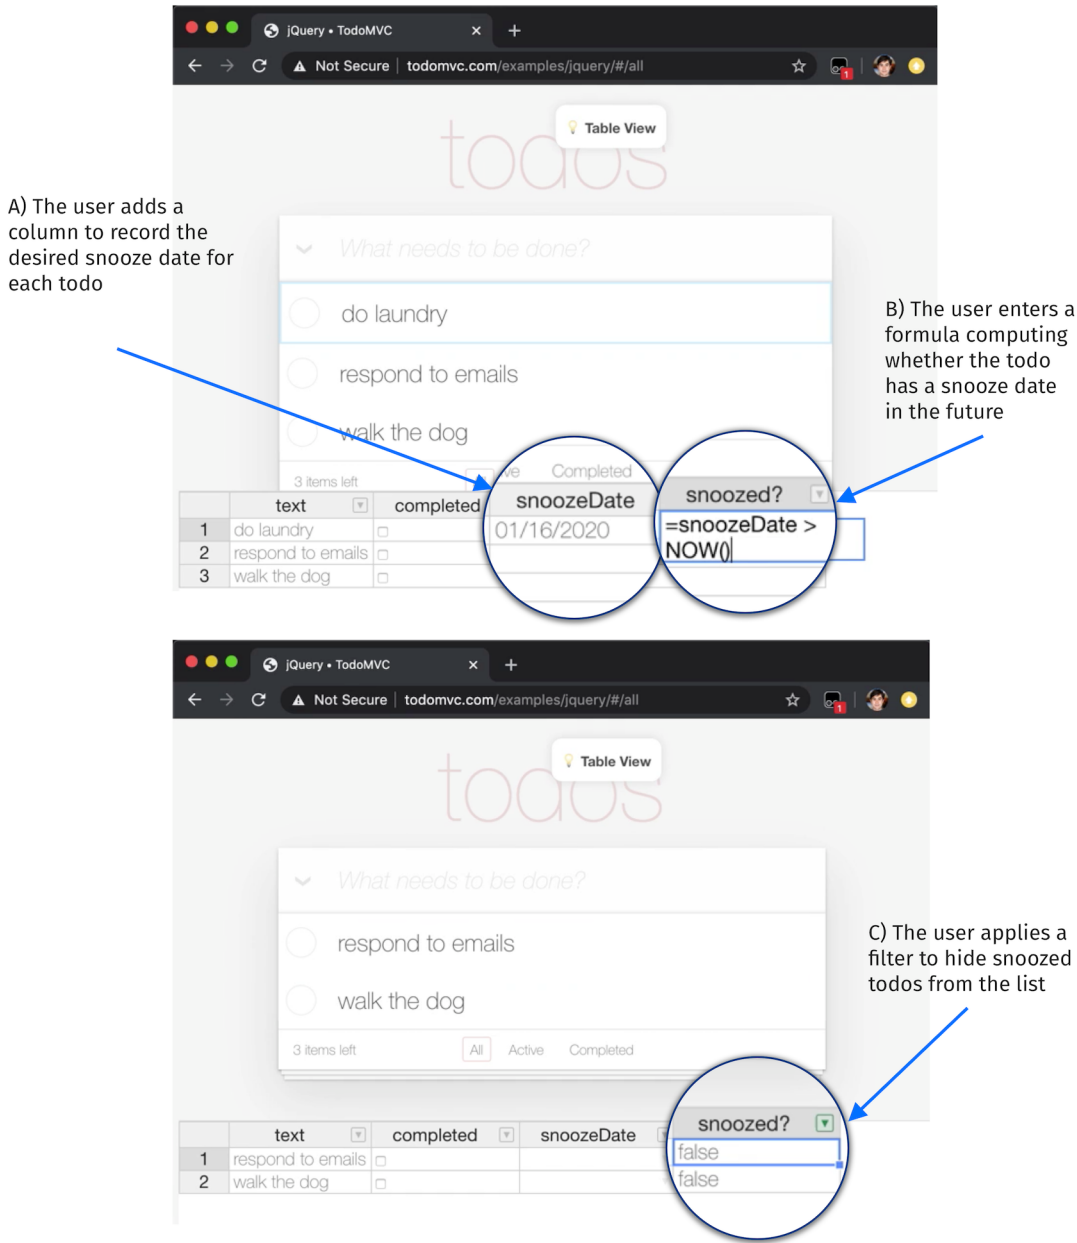 jQuery • TodoMVC
Not Secure | todomvc.com/examples/jquery/#/all
1
todos
Table View
A) The user adds a
column to record the
desired snooze date for
each todo
What needs to be done?
do laundry
respond to emails
walk the dog
B) The user enters a
formula computing
whether the todo
has a snooze date
in the future
3 items left
ve Completed
text completed snoozeDate snoozed?
1 do laundry 01/16/2020 =snoozeDate >
NOW()
2 respond to emails
3 walk the dog
jQuery • TodoMVC
Not Secure | todomvc.com/examples/jquery/#/all
1
todos
Table View
What needs to be done?
respond to emails
walk the dog
C) The user applies a
filter to hide snoozed
todos from the list
3 items left All Active Completed
text completed snoozeDate snoozed?
1 respond to emails false
2 walk the dog false